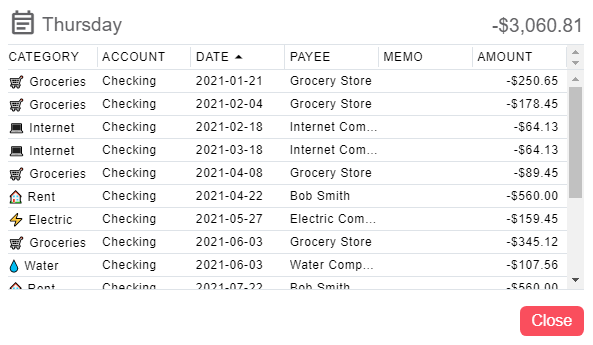 Thursday -$3,060.81
CATEGORY ACCOUNT DATE PAYEE MEMO AMOUNT
Groceries Checking 2021-01-21 Grocery Store -$250.65
Groceries Checking 2021-02-04 Grocery Store -$178.45
Internet Checking 2021-02-18 Internet Com... -$64.13
Internet Checking 2021-03-18 Internet Com... -$64.13
Groceries Checking 2021-04-08 Grocery Store -$89.45
Rent Checking 2021-04-22 Bob Smith -$560.00
Electric Checking 2021-05-27 Electric Com... -$159.45
Groceries Checking 2021-06-03 Grocery Store -$345.12
Water Checking 2021-06-03 Water Comp... -$107.56
Rent Checking 2021-07-22 Bob Smith -$560.00
Close